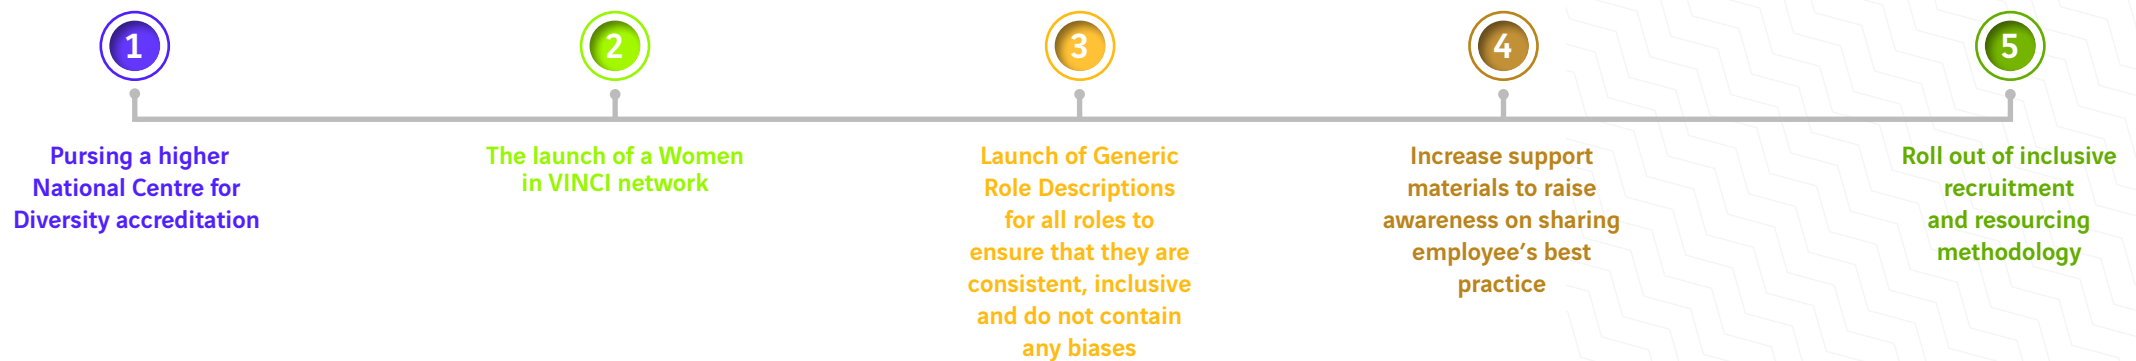 1
Pursing a higher
National Centre for
Diversity accreditation
2
The launch of a Women
in VINCI network
3
Launch of Generic
Role Descriptions
for all roles to
ensure that they are
consistent, inclusive
and do not contain
any biases
4
Increase support
materials to raise
awareness on sharing
employee’s best
practice
5
Roll out of inclusive
recruitment
and resourcing
methodology